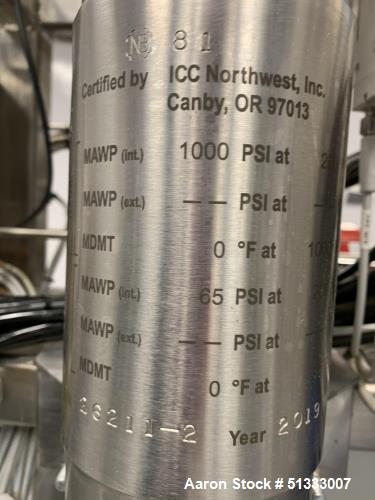 NB 81
Certified by ICC Northwest, Inc.
Canby, OR 97013
MAWP (int.) 1000 PSI at
MAWP (ext.) -- PSI at --
MDMT 0 °F at
MAWP (int.) 65 PSI at
MAWP (ext.) -- PSI at --
MDMT 0 °F at
26211-2 Year 2019
Aaron Stock # 51333007